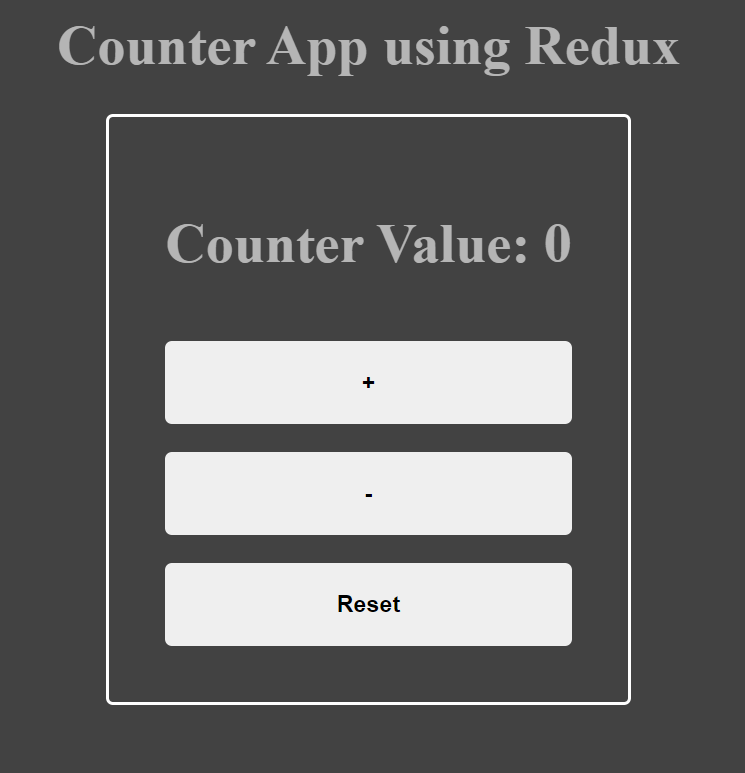 Counter App using Redux
Counter Value: 0
+
-
Reset